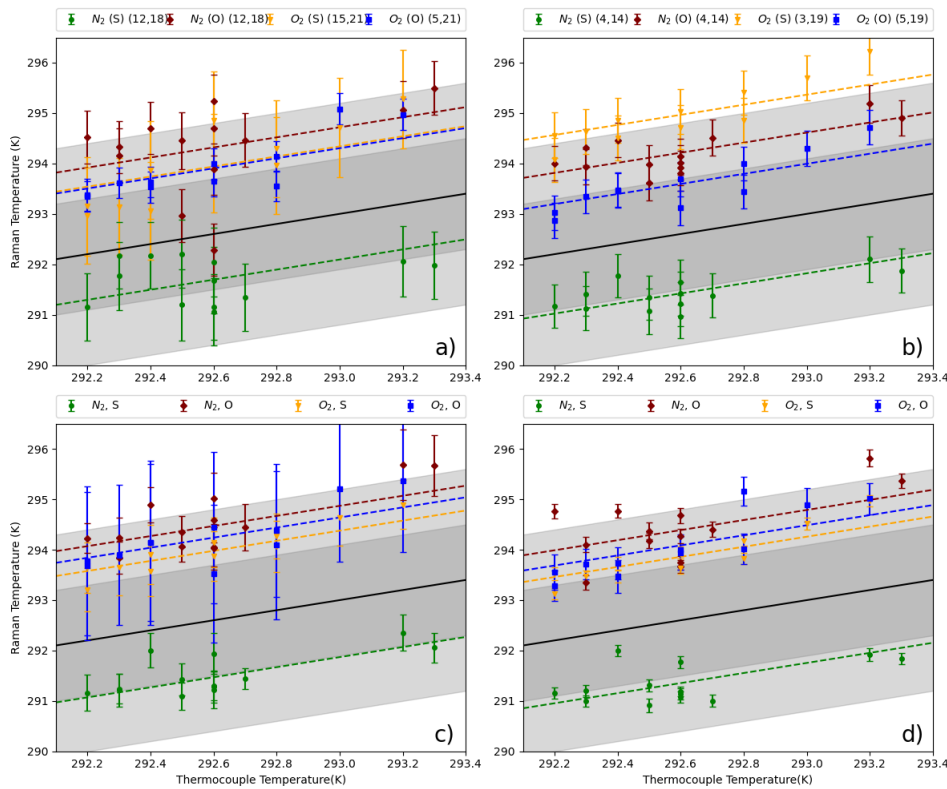 N₂ (S) (12,18) N₂ (O) (12,18) O₂ (S) (15,21) O₂ (O) (5,21)
296
295
294
293
292
291
290
Raman Temperature (K)
292.2 292.4 292.6 292.8 293.0 293.2 293.4
a)
N₂ (S) (4,14) N₂ (O) (4,14) O₂ (S) (3,19) O₂ (O) (5,19)
296
295
294
293
292
291
290
292.2 292.4 292.6 292.8 293.0 293.2 293.4
b)
N₂, S N₂, O O₂, S O₂, O
296
295
294
293
292
291
290
Raman Temperature (K)
292.2 292.4 292.6 292.8 293.0 293.2 293.4
Thermocouple Temperature(K)
c)
N₂, S N₂, O O₂, S O₂, O
296
295
294
293
292
291
290
292.2 292.4 292.6 292.8 293.0 293.2 293.4
Thermocouple Temperature(K)
d)